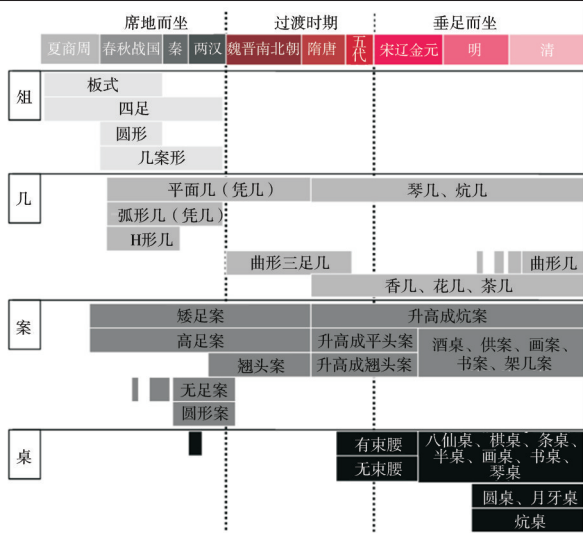 席地而坐 过渡时期 垂足而坐
夏商周 春秋战国 秦 两汉 魏晋南北朝 隋唐 五代 宋辽金元 明 清
俎
板式
四足
圆形
几案形
几
平面几（凭几） 琴几、炕几
弧形几（凭几）
H形几
曲形三足几 曲形几
香几、花几、茶几
案
矮足案 升高成炕案
高足案 升高成平头案 酒桌、供案、画案、
书案、架几案
翘头案 升高成翘头案
无足案
圆形案
桌
有束腰 八仙桌、棋桌、条桌、
半桌、画桌、书桌、
琴桌
无束腰
圆桌、月牙桌
炕桌